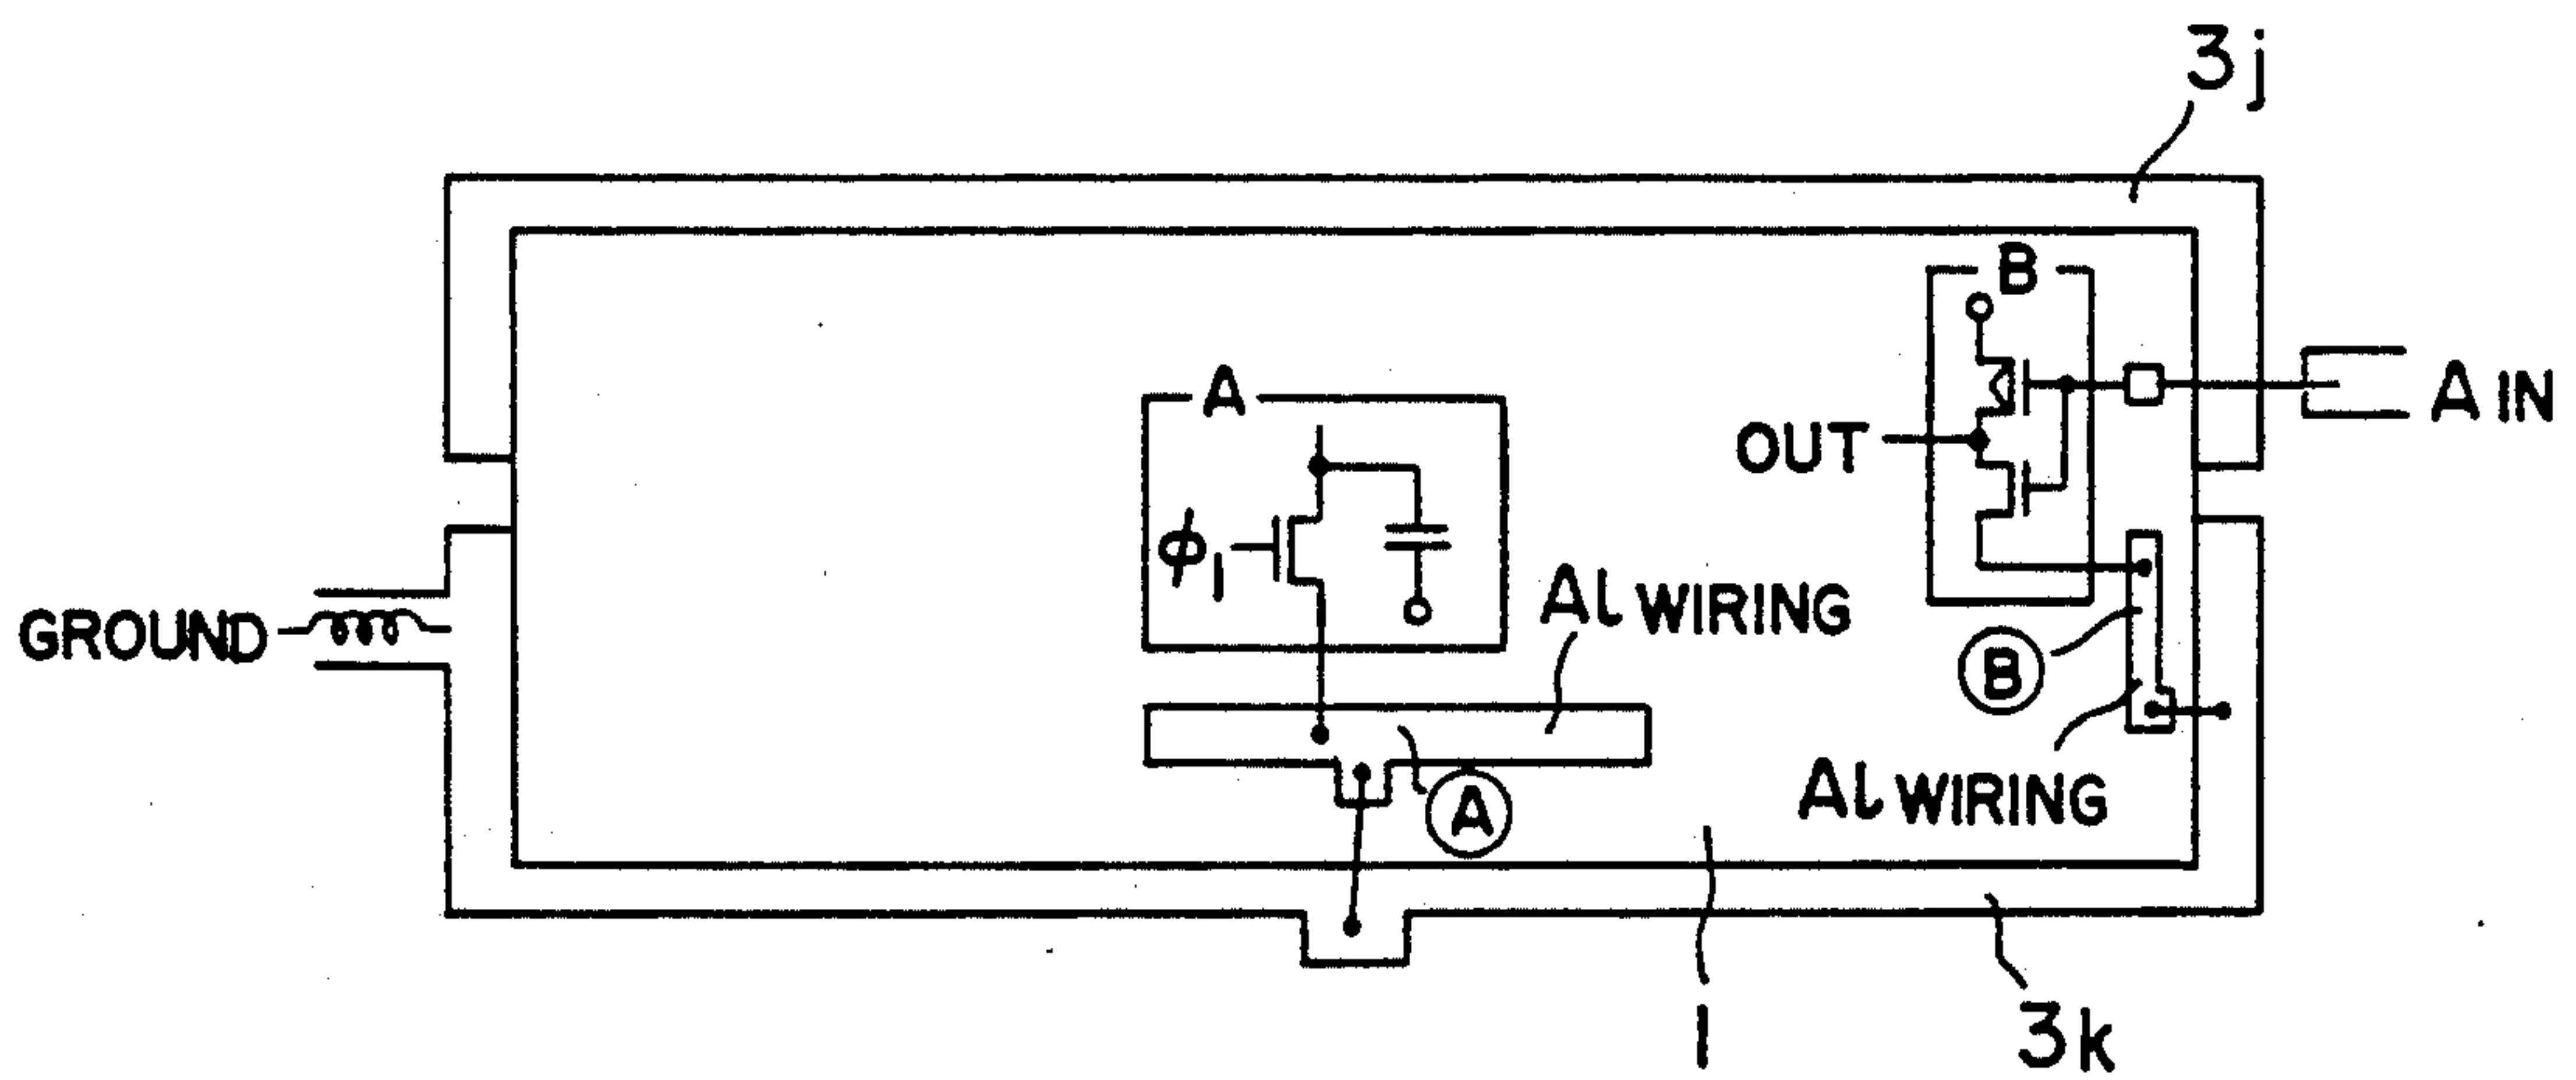 3j
B
A IN
A
OUT
ϕ1
Al WIRING
GROUND
B
A
Al WIRING
1
3k